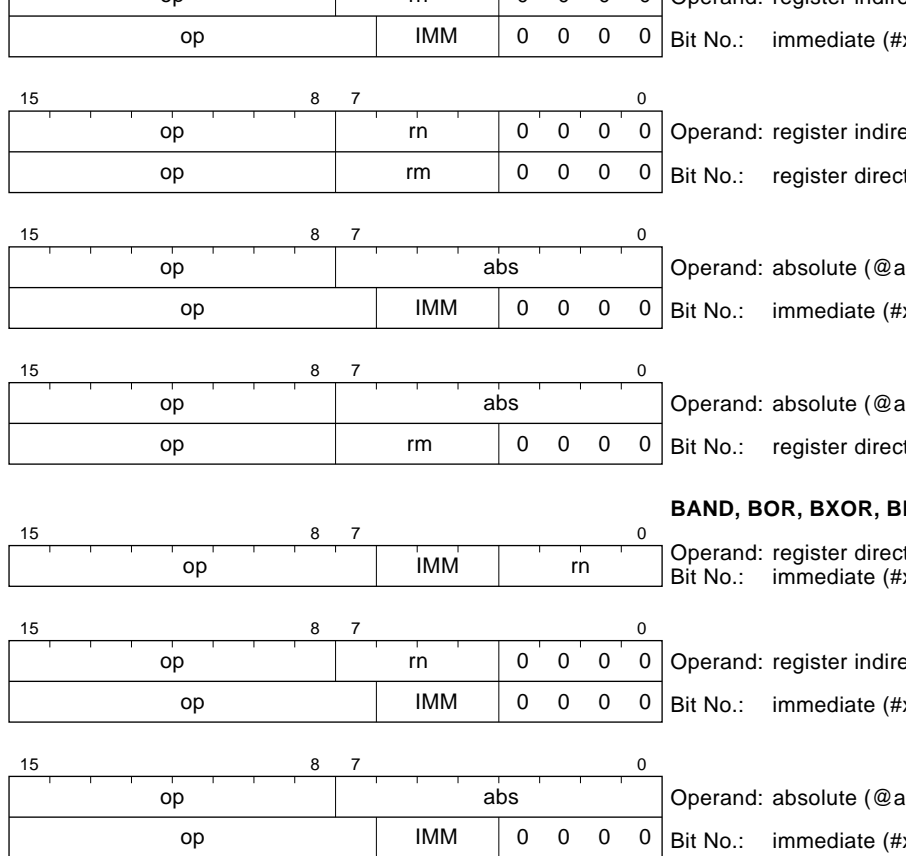 op rn 0 0 0 0 Operand: register
op IMM 0 0 0 0 Bit No.: immediate
15 8 7 0
op rn 0 0 0 0 Operand: register
op rm 0 0 0 0 Bit No.: register direct
15 8 7 0
op abs Operand: absolute
op IMM 0 0 0 0 Bit No.: immediate
15 8 7 0
op abs Operand: absolute
op rm 0 0 0 0 Bit No.: register direct
BAND, BOR, BXOR,
15 8 7 0
op IMM rn Operand: register direct
Bit No.: immediate
15 8 7 0
op rn 0 0 0 0 Operand: register
op IMM 0 0 0 0 Bit No.: immediate
15 8 7 0
op abs Operand: absolute
op IMM 0 0 0 0 Bit No.: immediate